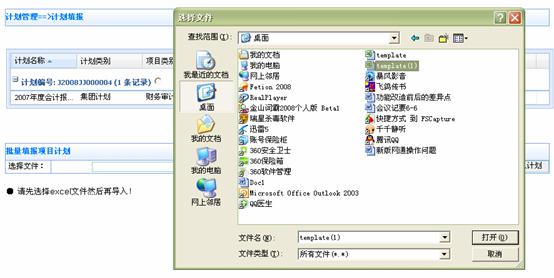 计划管理==>计划填报
计划名称 计划类别 项目类
计划编号: J2008JJ000004 (1 条记录)
2007年度会计报... 集团计划 财务审计
批量填报项目计划
选择文件:
划
● 请先选择excel文件然后再导入!
选择文件
查找范围(I): 桌面
我最近的文档
桌面
我的文档
我的电脑
网上邻居
我的文档
我的电脑
网上邻居
Fetion 2008
RealPlayer
金山词霸2008个人版 Beta1
瑞星杀毒软件
迅雷5
账号保险柜
360安全卫士
360保险箱
360软件管理
Doc1
Microsoft Office Outlook 2003
QQ医生
template
template(1)
暴风影音
飞鸽传书
功能改造前后的差异点
会议记要6-6
快捷方式 到 FSCapture
千千静听
腾讯QQ
新版网通操作问题
文件名(N): template(1) 打开(O)
文件类型(T): 所有文件(*.*) 取消